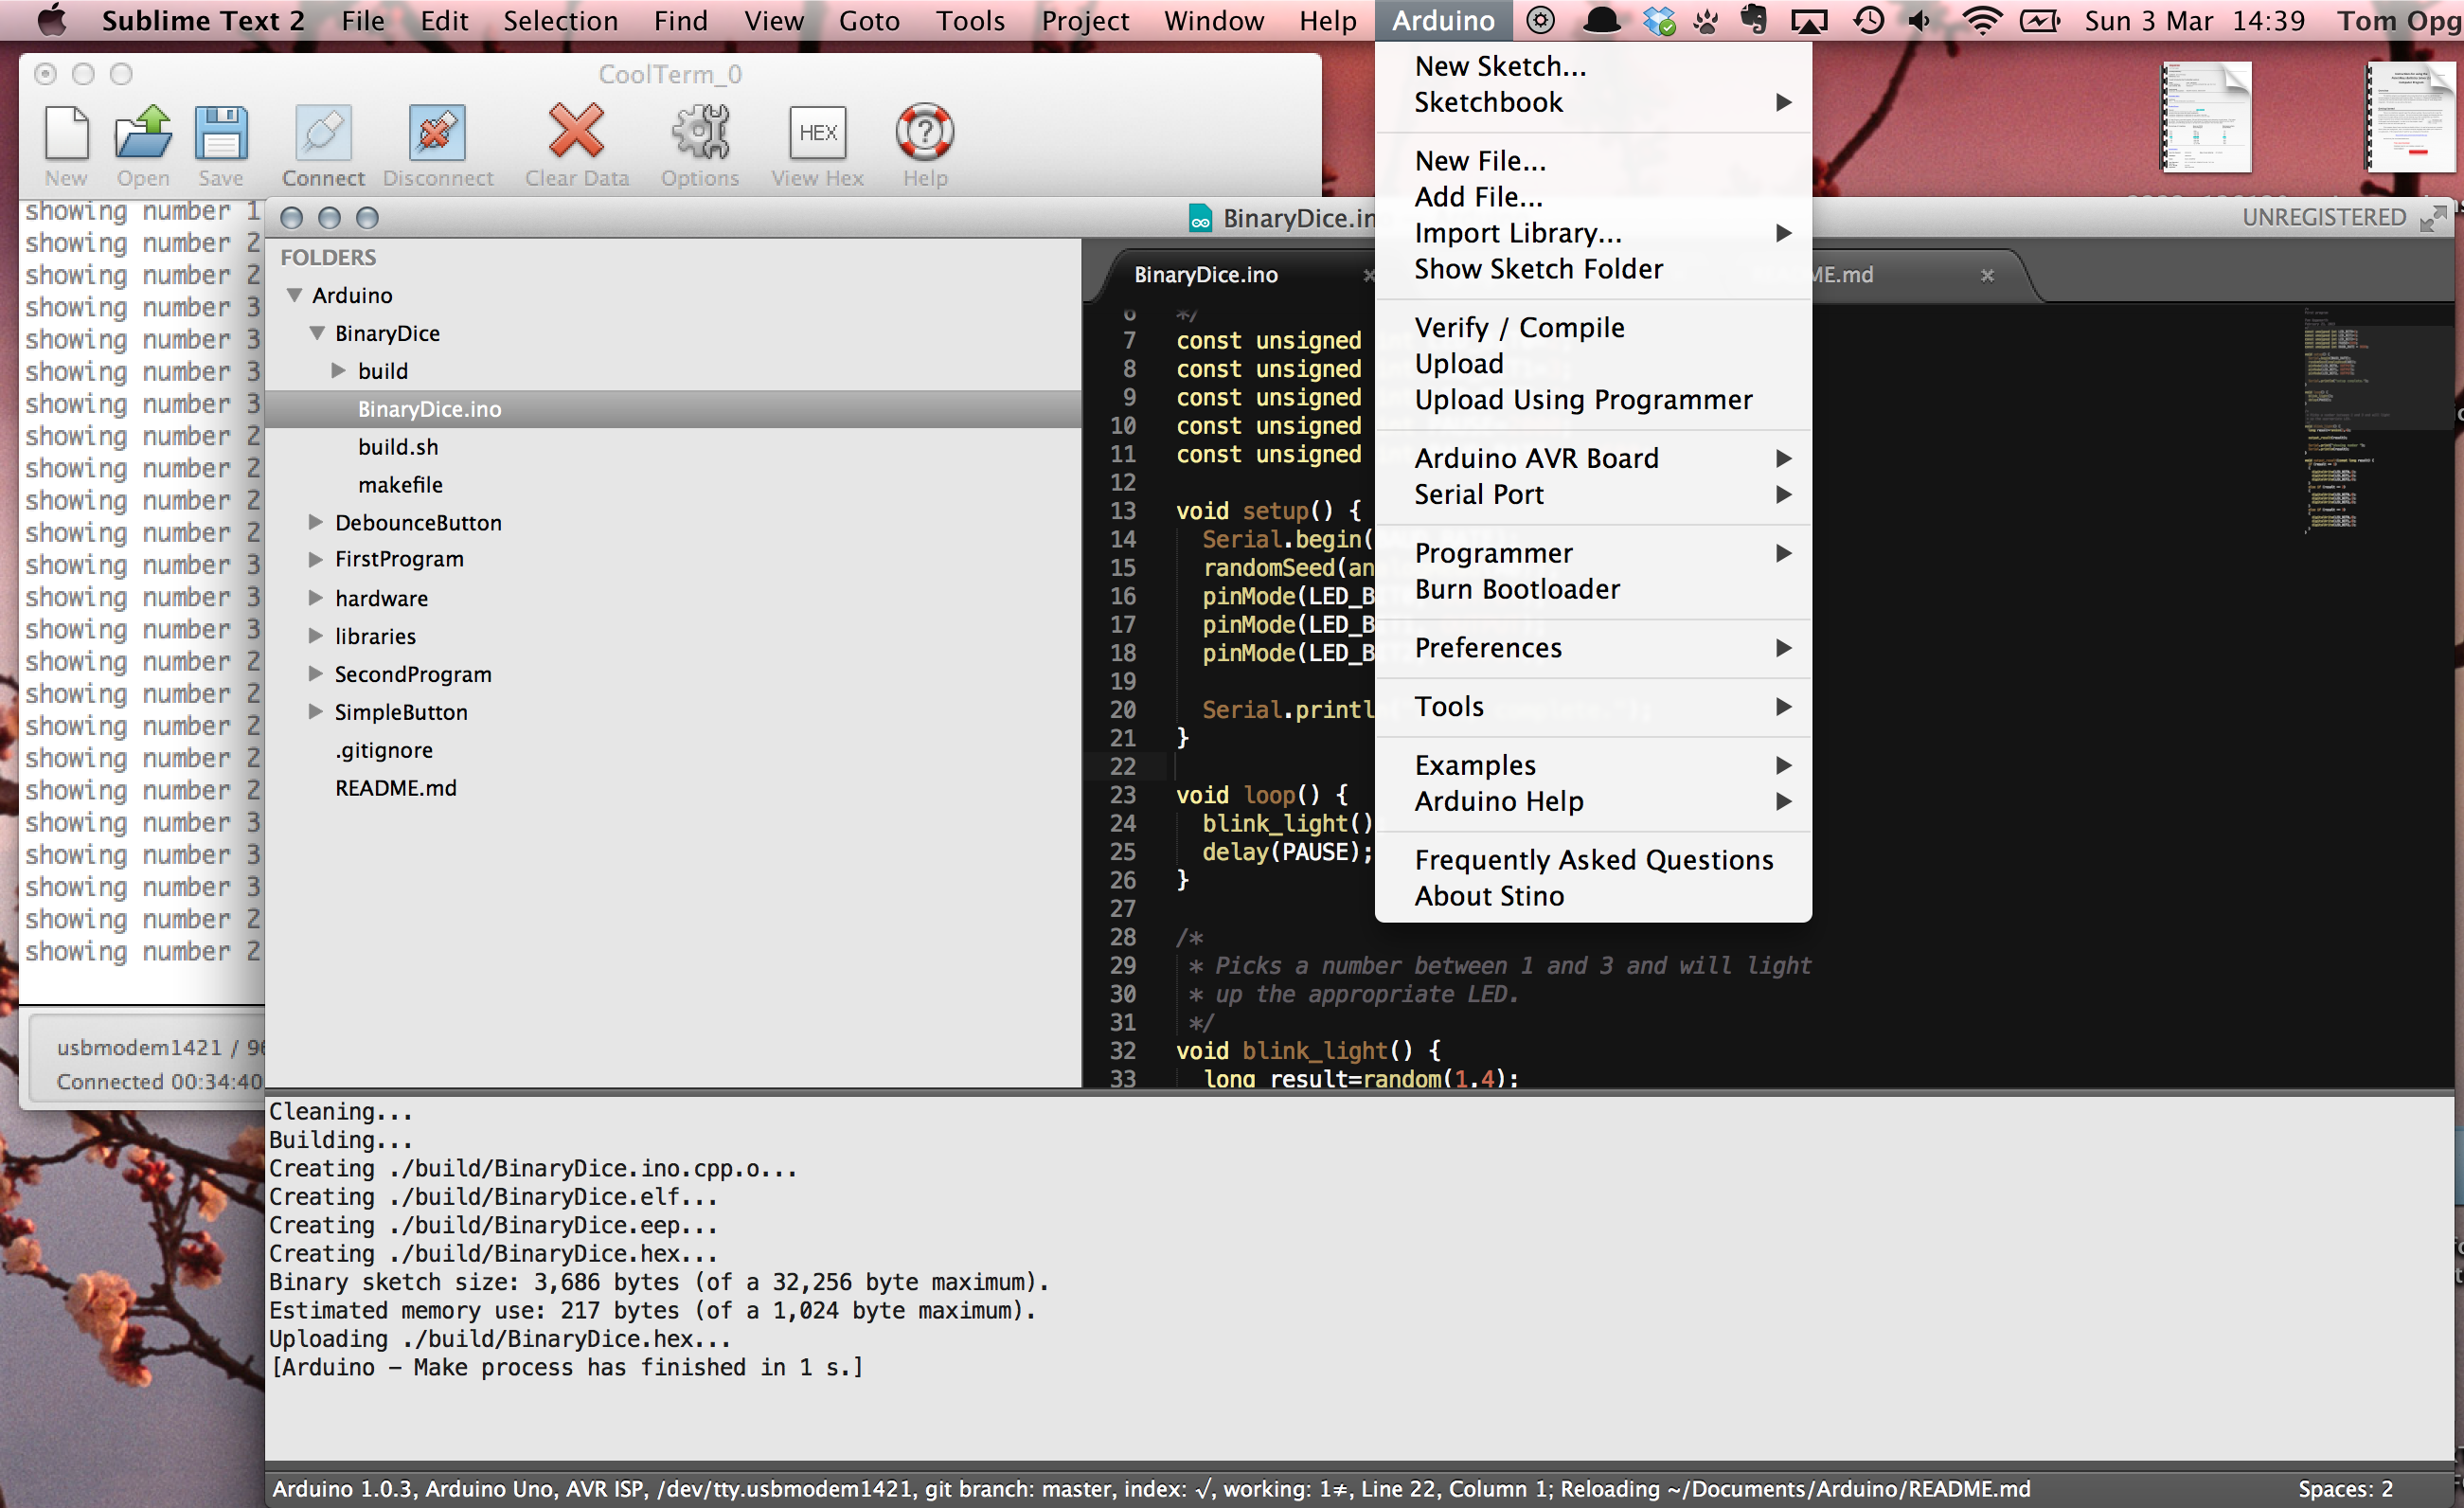 Sublime Text 2 File Edit Selection Find View Goto Tools Project Window Help Arduino Sun 3 Mar 14:39 Tom Opg
CoolTerm_0
New Open Save Connect Disconnect Clear Data Options HEX View Hex Help
showing number 1
showing number 2
showing number 2
showing number 3
showing number 3
showing number 3
showing number 3
showing number 2
showing number 2
showing number 2
showing number 2
showing number 3
showing number 3
showing number 3
showing number 2
showing number 2
showing number 2
showing number 2
showing number 2
showing number 3
showing number 3
showing number 3
showing number 2
showing number 2
usbmodem1421 / 96
Connected 00:34:40
BinaryDice.in
UNREGISTERED
FOLDERS
Arduino
BinaryDice
build
BinaryDice.ino
build.sh
makefile
DebounceButton
FirstProgram
hardware
libraries
SecondProgram
SimpleButton
.gitignore
README.md
BinaryDice.ino
ME.md
6 */
7 const unsigned
8 const unsigned
9 const unsigned
10 const unsigned
11 const unsigned
12
13 void setup() {
14 Serial.begin(
15 randomSeed(an
16 pinMode(LED_B
17 pinMode(LED_B
18 pinMode(LED_B
19
20 Serial.printl
21 }
22
23 void loop() {
24 blink_light()
25 delay(PAUSE);
26 }
27
28 /*
29 * Picks a number between 1 and 3 and will light
30 * up the appropriate LED.
31 */
32 void blink_light() {
33 long result=random(1,4);
New Sketch...
Sketchbook
New File...
Add File...
Import Library...
Show Sketch Folder
Verify / Compile
Upload
Upload Using Programmer
Arduino AVR Board
Serial Port
Programmer
Burn Bootloader
Preferences
Tools
Examples
Arduino Help
Frequently Asked Questions
About Stino
Cleaning...
Building...
Creating ./build/BinaryDice.ino.cpp.o...
Creating ./build/BinaryDice.elf...
Creating ./build/BinaryDice.eep...
Creating ./build/BinaryDice.hex...
Binary sketch size: 3,686 bytes (of a 32,256 byte maximum).
Estimated memory use: 217 bytes (of a 1,024 byte maximum).
Uploading ./build/BinaryDice.hex...
[Arduino - Make process has finished in 1 s.]
Arduino 1.0.3, Arduino Uno, AVR ISP, /dev/tty.usbmodem1421, git branch: master, index: √, working: 1≠, Line 22, Column 1; Reloading ~/Documents/Arduino/README.md
Spaces: 2